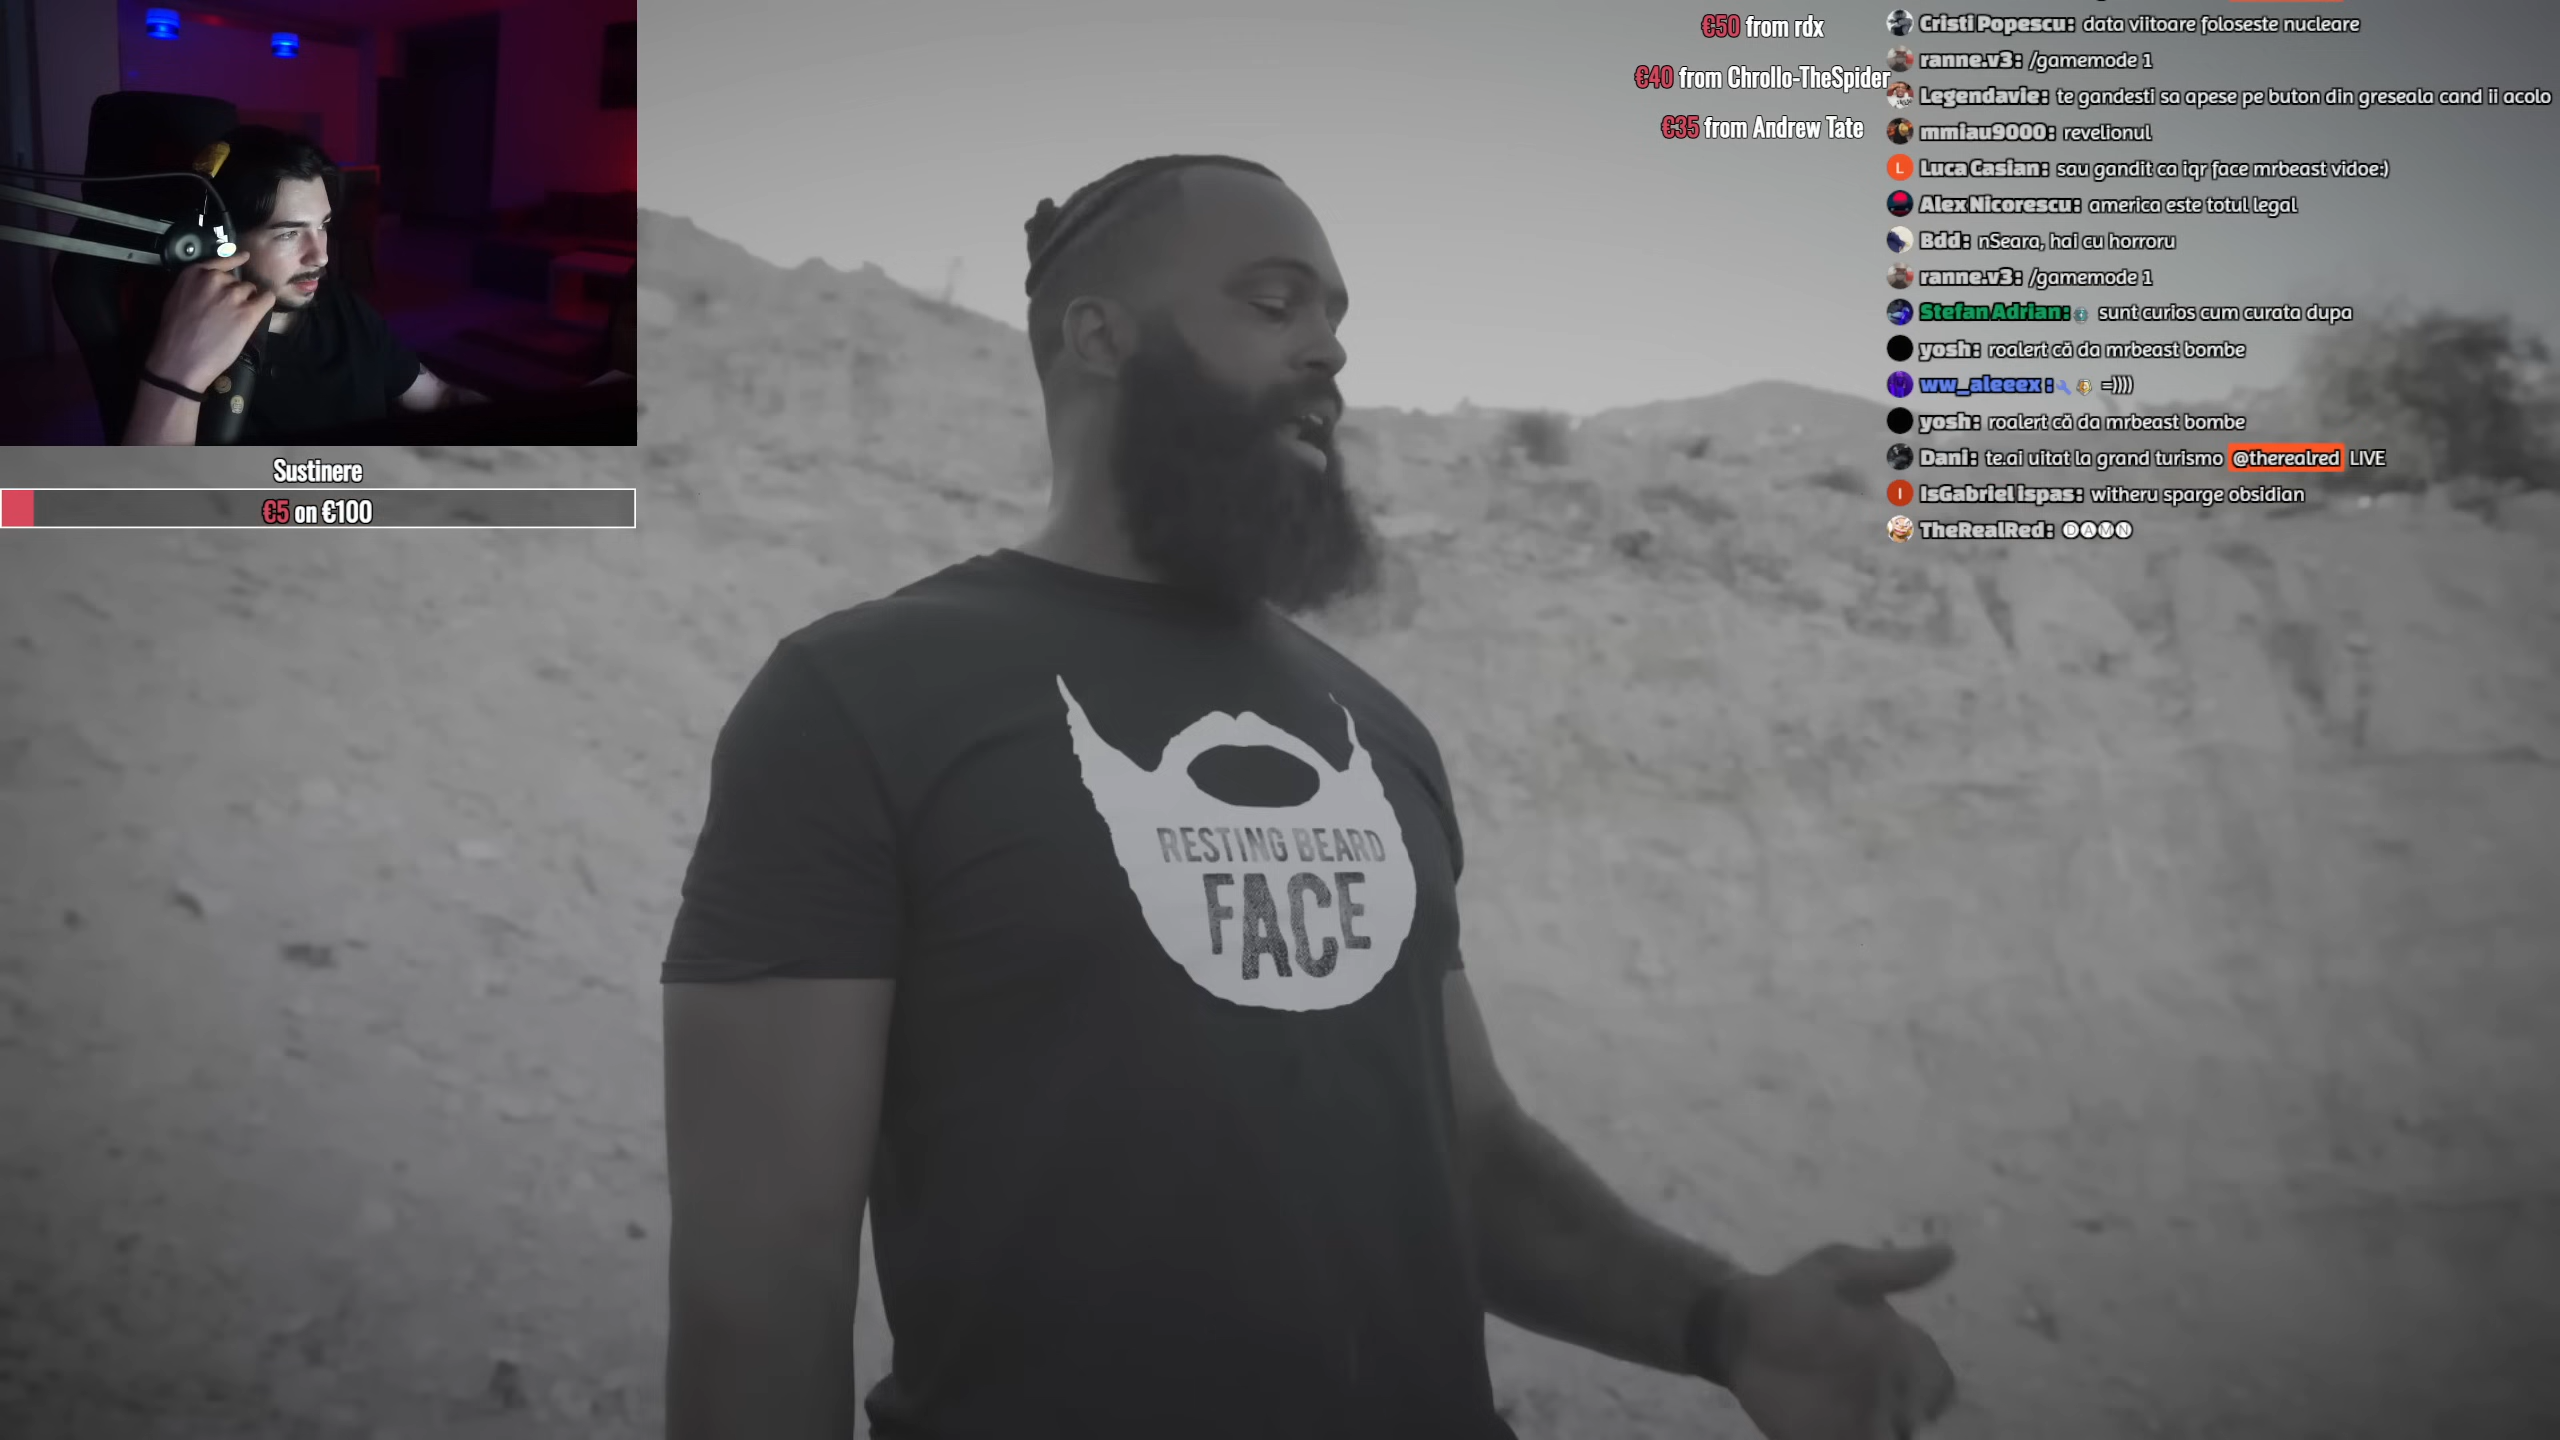 €50 from rdx
€40 from Chrollo-TheSpider
€35 from Andrew Tate
Cristi Popescu: data viitoare foloseste nucleare
ranne.v3: /gamemode 1
Legendavie: te gandesti sa apese pe buton din greseala cand ii acolo
mmiau9000: revelionul
L Luca Casian: sau gandit ca iqr face mrbeast vidoe:)
Alex Nicorescu: america este totul legal
Bdd: nSeara, hai cu horroru
ranne.v3: /gamemode 1
Stefan Adrian: sunt curios cum curata dupa
yosh: roalert că da mrbeast bombe
ww_aleeex: =))))
yosh: roalert că da mrbeast bombe
Dani: te.ai uitat la grand turismo @therealred LIVE
I IsGabriel ispas: witheru sparge obsidian
TheRealRed: ⒹⒶⓂⓃ
Sustinere
€5 on €100
RESTING BEARD
FACE